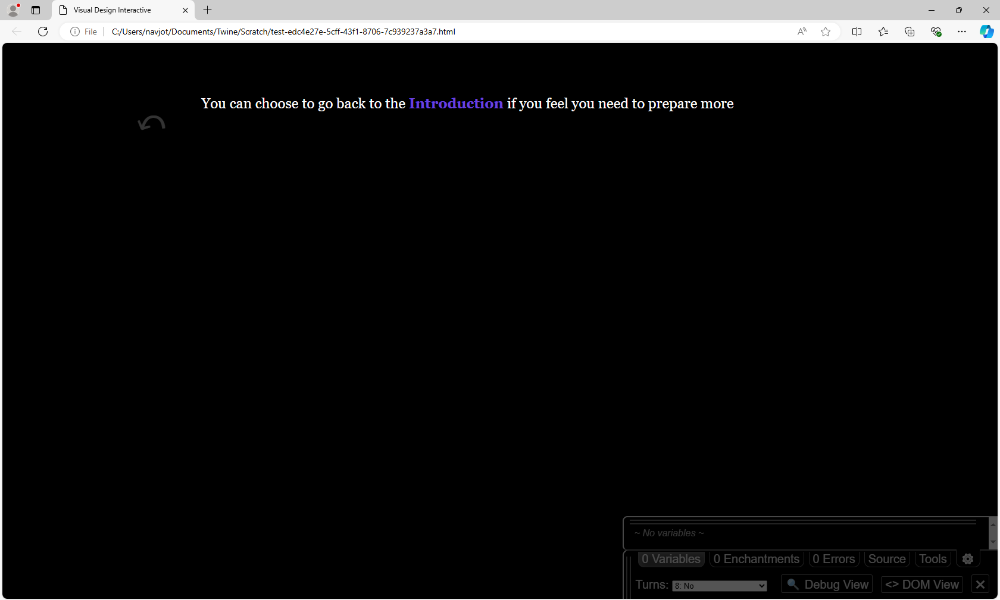 Visual Design Interactive
File
C:/Users/navjot/Documents/Twine/Scratch/test-edc4e27e-5cff-43f1-8706-7c939237a3a7.html
You can choose to go back to the Introduction if you feel you need to prepare more
~ No variables ~
0 Variables 0 Enchantments 0 Errors Source Tools
Turns: 8: No Debug View <> DOM View